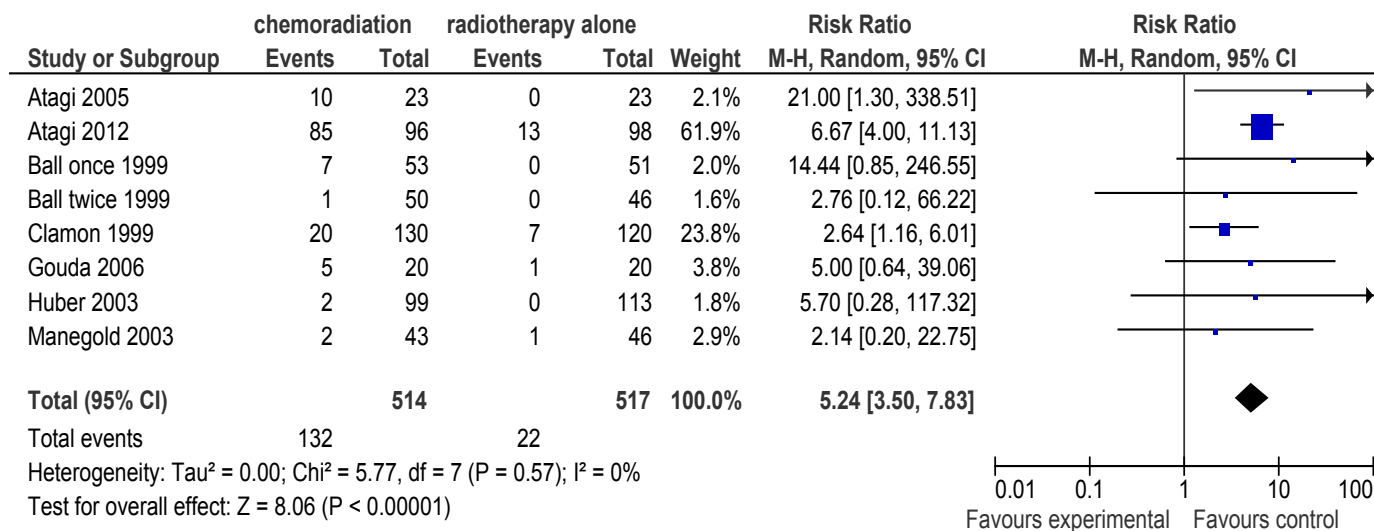 chemoradiation radiotherapy alone Risk Ratio Risk Ratio
Study or Subgroup Events Total Events Total Weight M-H, Random, 95% CI M-H, Random, 95% CI
Atagi 2005 10 23 0 23 2.1% 21.00 [1.30, 338.51]
Atagi 2012 85 96 13 98 61.9% 6.67 [4.00, 11.13]
Ball once 1999 7 53 0 51 2.0% 14.44 [0.85, 246.55]
Ball twice 1999 1 50 0 46 1.6% 2.76 [0.12, 66.22]
Clamon 1999 20 130 7 120 23.8% 2.64 [1.16, 6.01]
Gouda 2006 5 20 1 20 3.8% 5.00 [0.64, 39.06]
Huber 2003 2 99 0 113 1.8% 5.70 [0.28, 117.32]
Manegold 2003 2 43 1 46 2.9% 2.14 [0.20, 22.75]
Total (95% CI) 514 517 100.0% 5.24 [3.50, 7.83]
Total events 132 22
Heterogeneity: Tau² = 0.00; Chi² = 5.77, df = 7 (P = 0.57); I² = 0%
Test for overall effect: Z = 8.06 (P < 0.00001)
0.01 0.1 1 10 100
Favours experimental Favours control